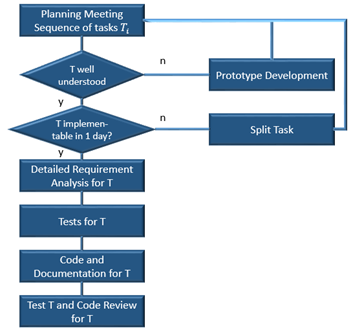 Planning Meeting
Sequence of tasks Tᵢ
T well
understood
n
Prototype Development
y
T implemen-
table in 1 day?
n
Split Task
y
Detailed Requirement
Analysis for T
Tests for T
Code and
Documentation for T
Test T and Code Review
for T